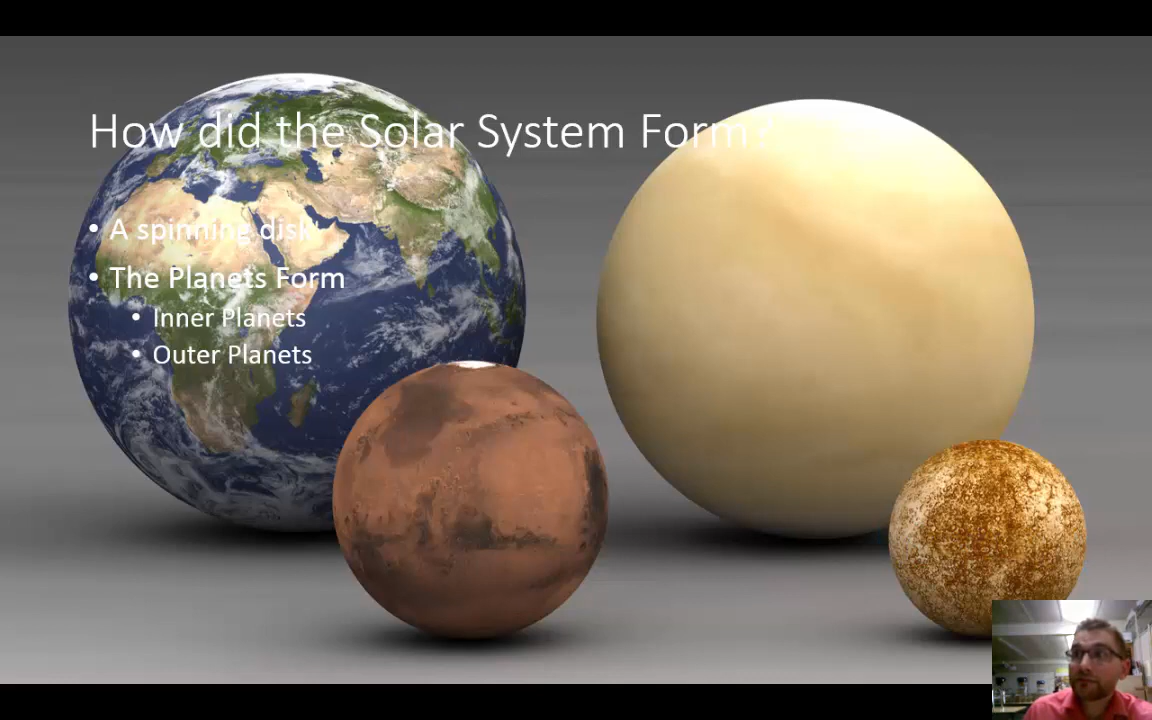 How did the Solar System Form?
• A spinning disk
• The Planets Form
• Inner Planets
• Outer Planets